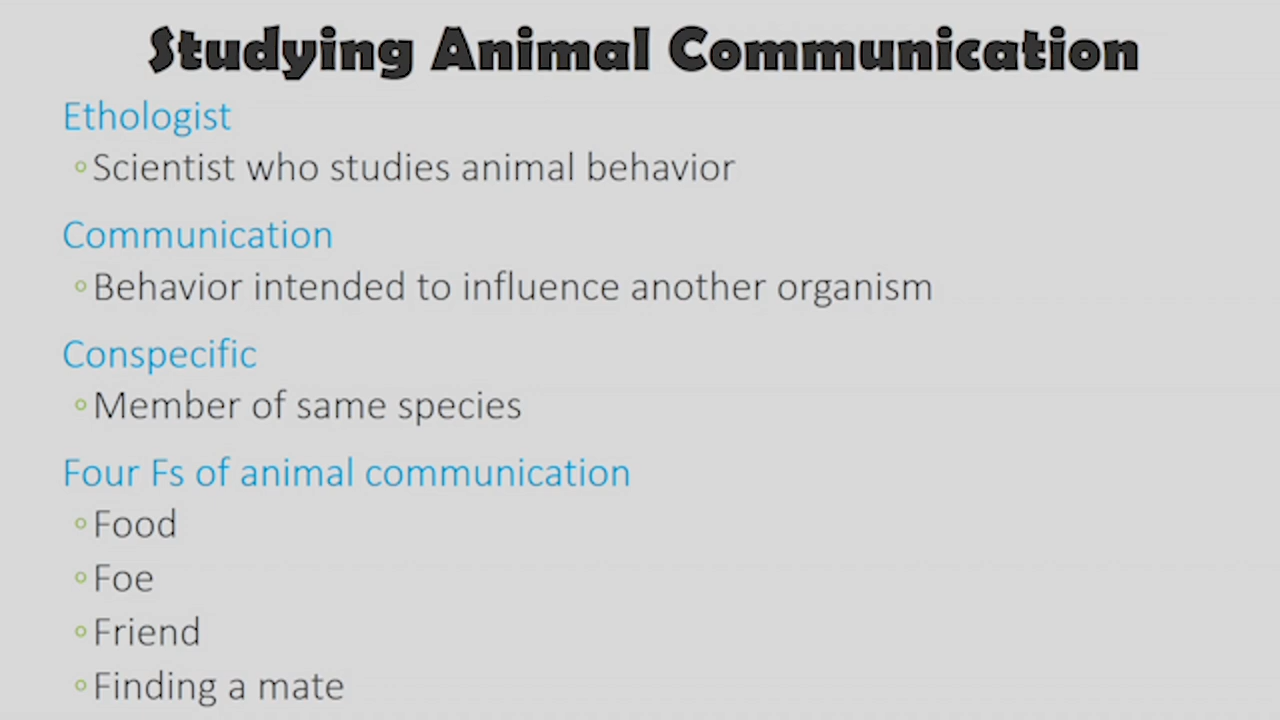 Studying Animal Communication
Ethologist
◦Scientist who studies animal behavior
Communication
◦Behavior intended to influence another organism
Conspecific
◦Member of same species
Four Fs of animal communication
◦Food
◦Foe
◦Friend
◦Finding a mate